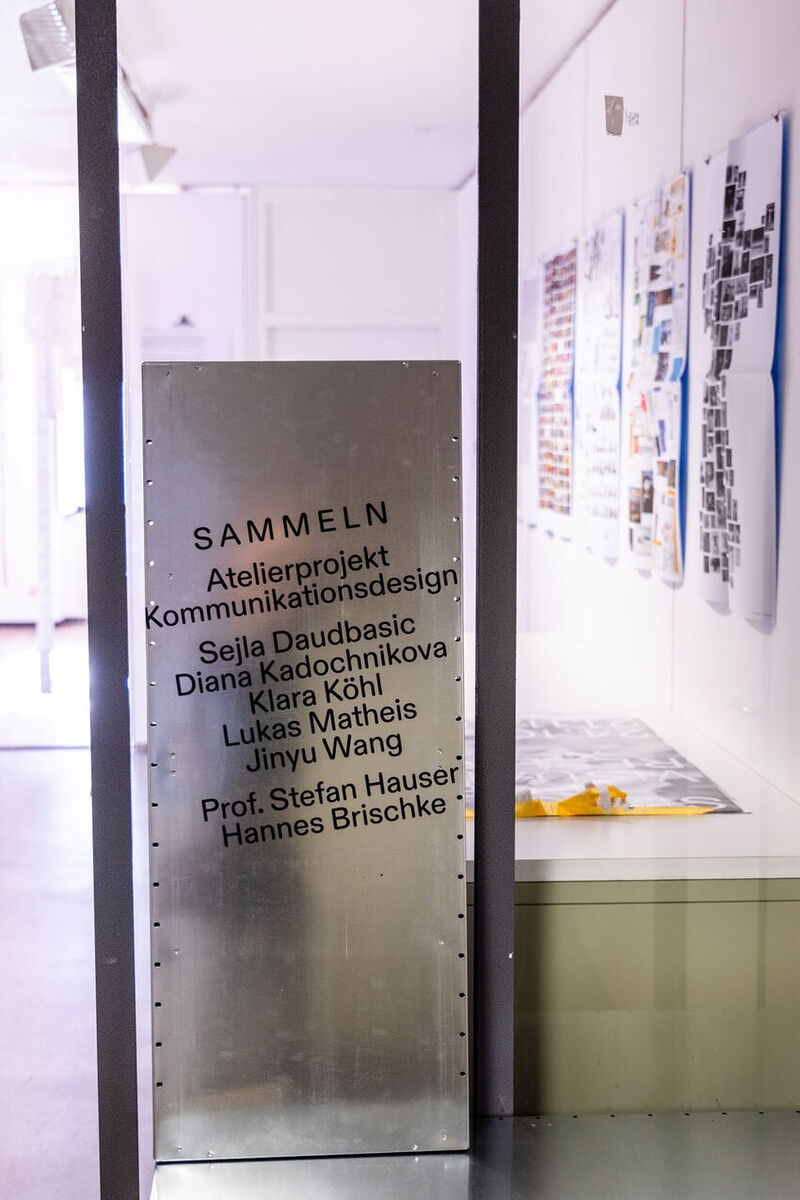 SAMMELN
Atelierprojekt
Kommunikationsdesign
Sejla Daudbasic
Diana Kadochnikova
Klara Köhl
Lukas Matheis
Jinyu Wang
Prof. Stefan Hauser
Hannes Brischke